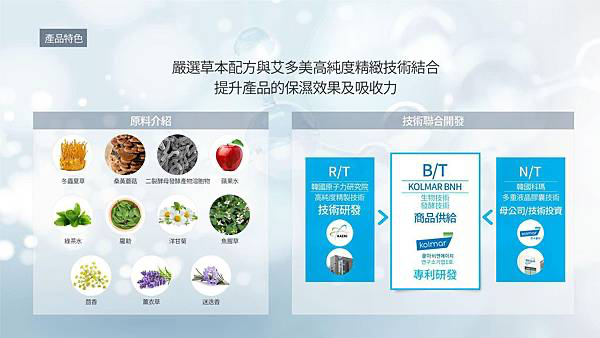 產品特色
嚴選草本配方與艾多美高純度精緻技術結合
提升產品的保濕效果及吸收力
原料介紹
冬蟲夏草
桑黃蘑菇
二裂酵母發酵產物溶胞物
蘋果水
綠茶水
羅勒
洋甘菊
魚腥草
茴香
薰衣草
迷迭香
技術聯合開發
R/T
韓國原子力研究院
高純度精製技術
技術研發
KAERI
B/T
KOLMAR BNH
生物技術
發酵技術
商品供給
kolmar
콜마비앤에이치
연구소기업1호
專利研發
N/T
韓國科瑪
多重液晶膠囊技術
母公司/技術投資
kolmar